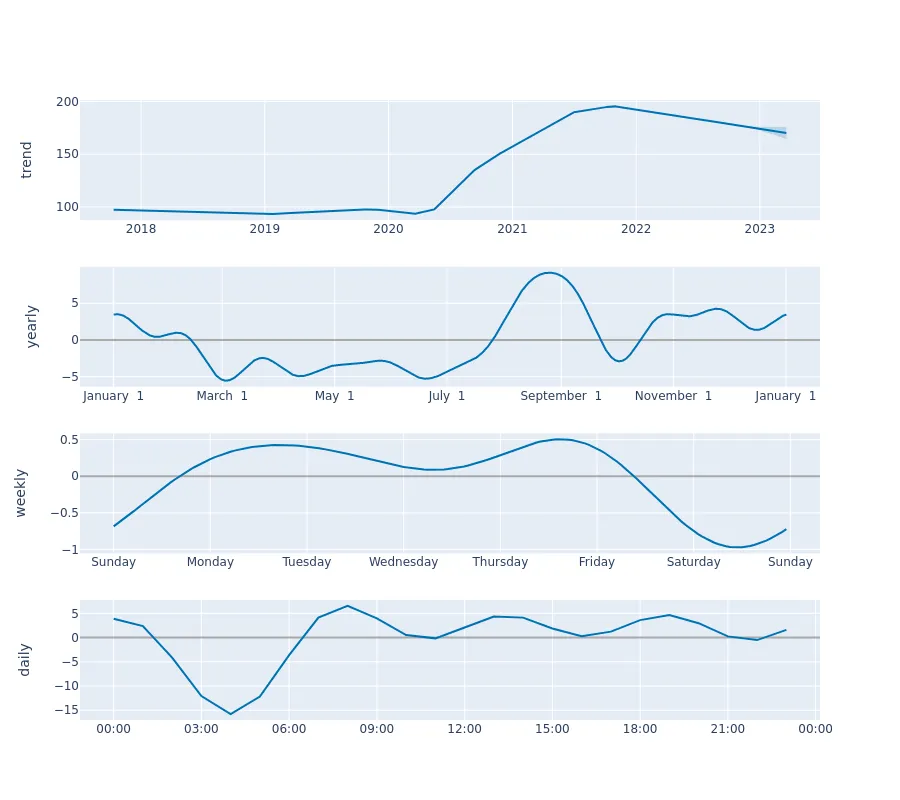 trend
200
150
100
2018 2019 2020 2021 2022 2023
yearly
5
0
−5
January 1 March 1 May 1 July 1 September 1 November 1 January 1
weekly
0.5
0
−0.5
−1
Sunday Monday Tuesday Wednesday Thursday Friday Saturday Sunday
daily
5
0
−5
−10
−15
00:00 03:00 06:00 09:00 12:00 15:00 18:00 21:00 00:00